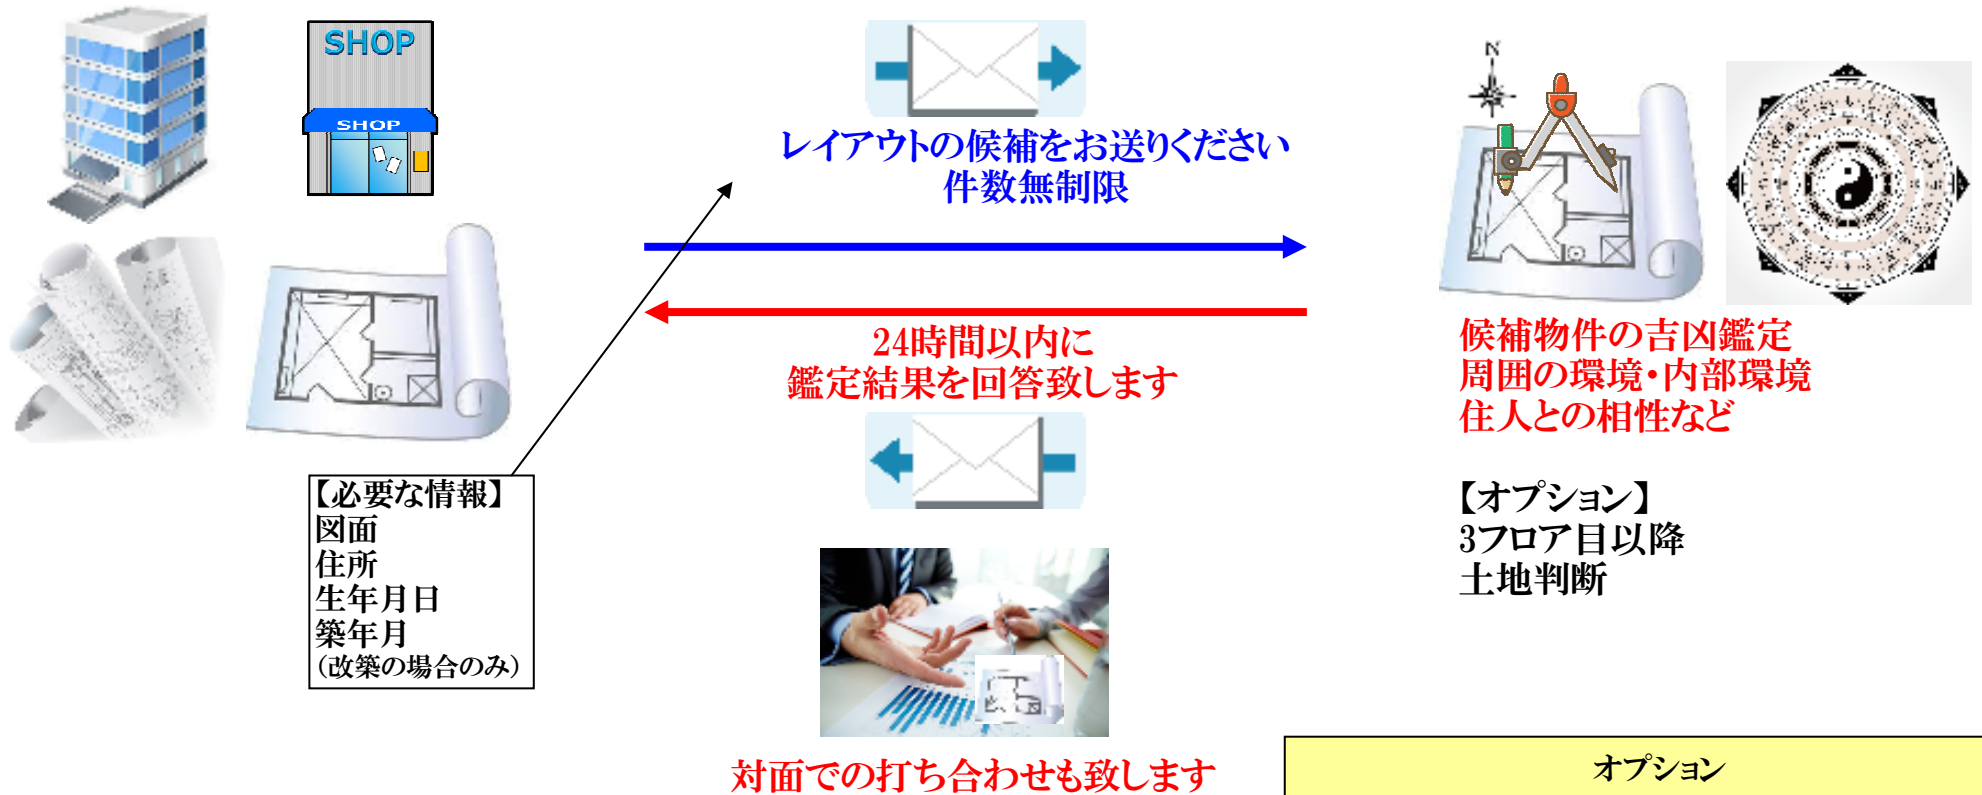 SHOP
SHOP
レイアウトの候補をお送りください
件数無制限
24時間以内に
鑑定結果を回答致します
【必要な情報】
図面
住所
生年月日
築年月
(改築の場合のみ)
対面での打ち合わせも致します
N
候補物件の吉凶鑑定
周囲の環境・内部環境
住人との相性など
【オプション】
3フロア目以降
土地判断
オプション